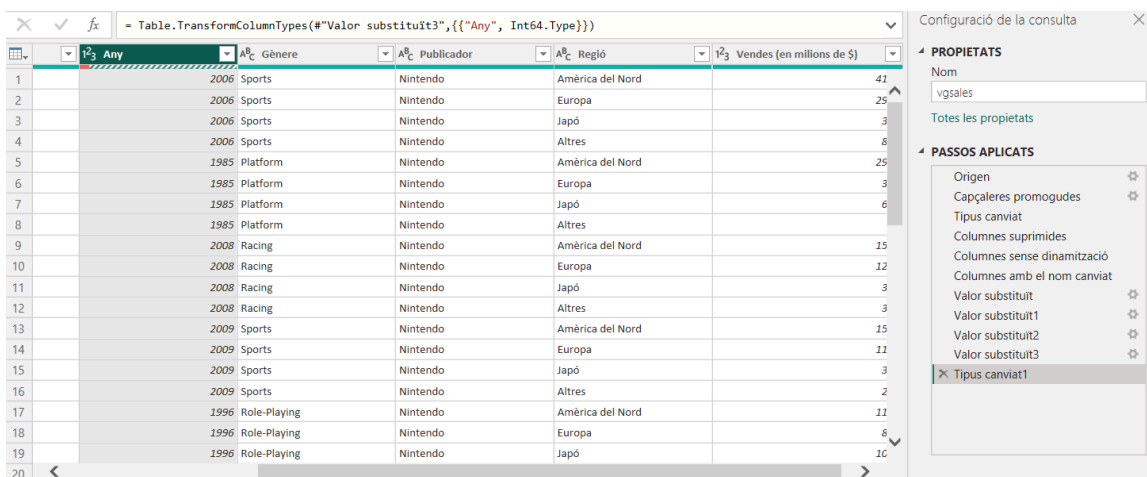 fx = Table.TransformColumnTypes(#"Valor substituït3",{{"Any", Int64.Type}})
1²3 Any ABC Gènere ABC Publicador ABC Regió 1²3 Vendes (en milions de $)
1 2006 Sports Nintendo Amèrica del Nord 41
2 2006 Sports Nintendo Europa 29
3 2006 Sports Nintendo Japó 3
4 2006 Sports Nintendo Altres 8
5 1985 Platform Nintendo Amèrica del Nord 29
6 1985 Platform Nintendo Europa 3
7 1985 Platform Nintendo Japó 6
8 1985 Platform Nintendo Altres
9 2008 Racing Nintendo Amèrica del Nord 15
10 2008 Racing Nintendo Europa 12
11 2008 Racing Nintendo Japó 3
12 2008 Racing Nintendo Altres 3
13 2009 Sports Nintendo Amèrica del Nord 15
14 2009 Sports Nintendo Europa 11
15 2009 Sports Nintendo Japó 3
16 2009 Sports Nintendo Altres 2
17 1996 Role-Playing Nintendo Amèrica del Nord 11
18 1996 Role-Playing Nintendo Europa 8
19 1996 Role-Playing Nintendo Japó 10
20
Configuració de la consulta
PROPIETATS
Nom
vgsales
Totes les propietats
PASSOS APLICATS
Origen
Capçaleres promogudes
Tipus canviat
Columnes suprimides
Columnes sense dinamització
Columnes amb el nom canviat
Valor substituït
Valor substituït1
Valor substituït2
Valor substituït3
Tipus canviat1